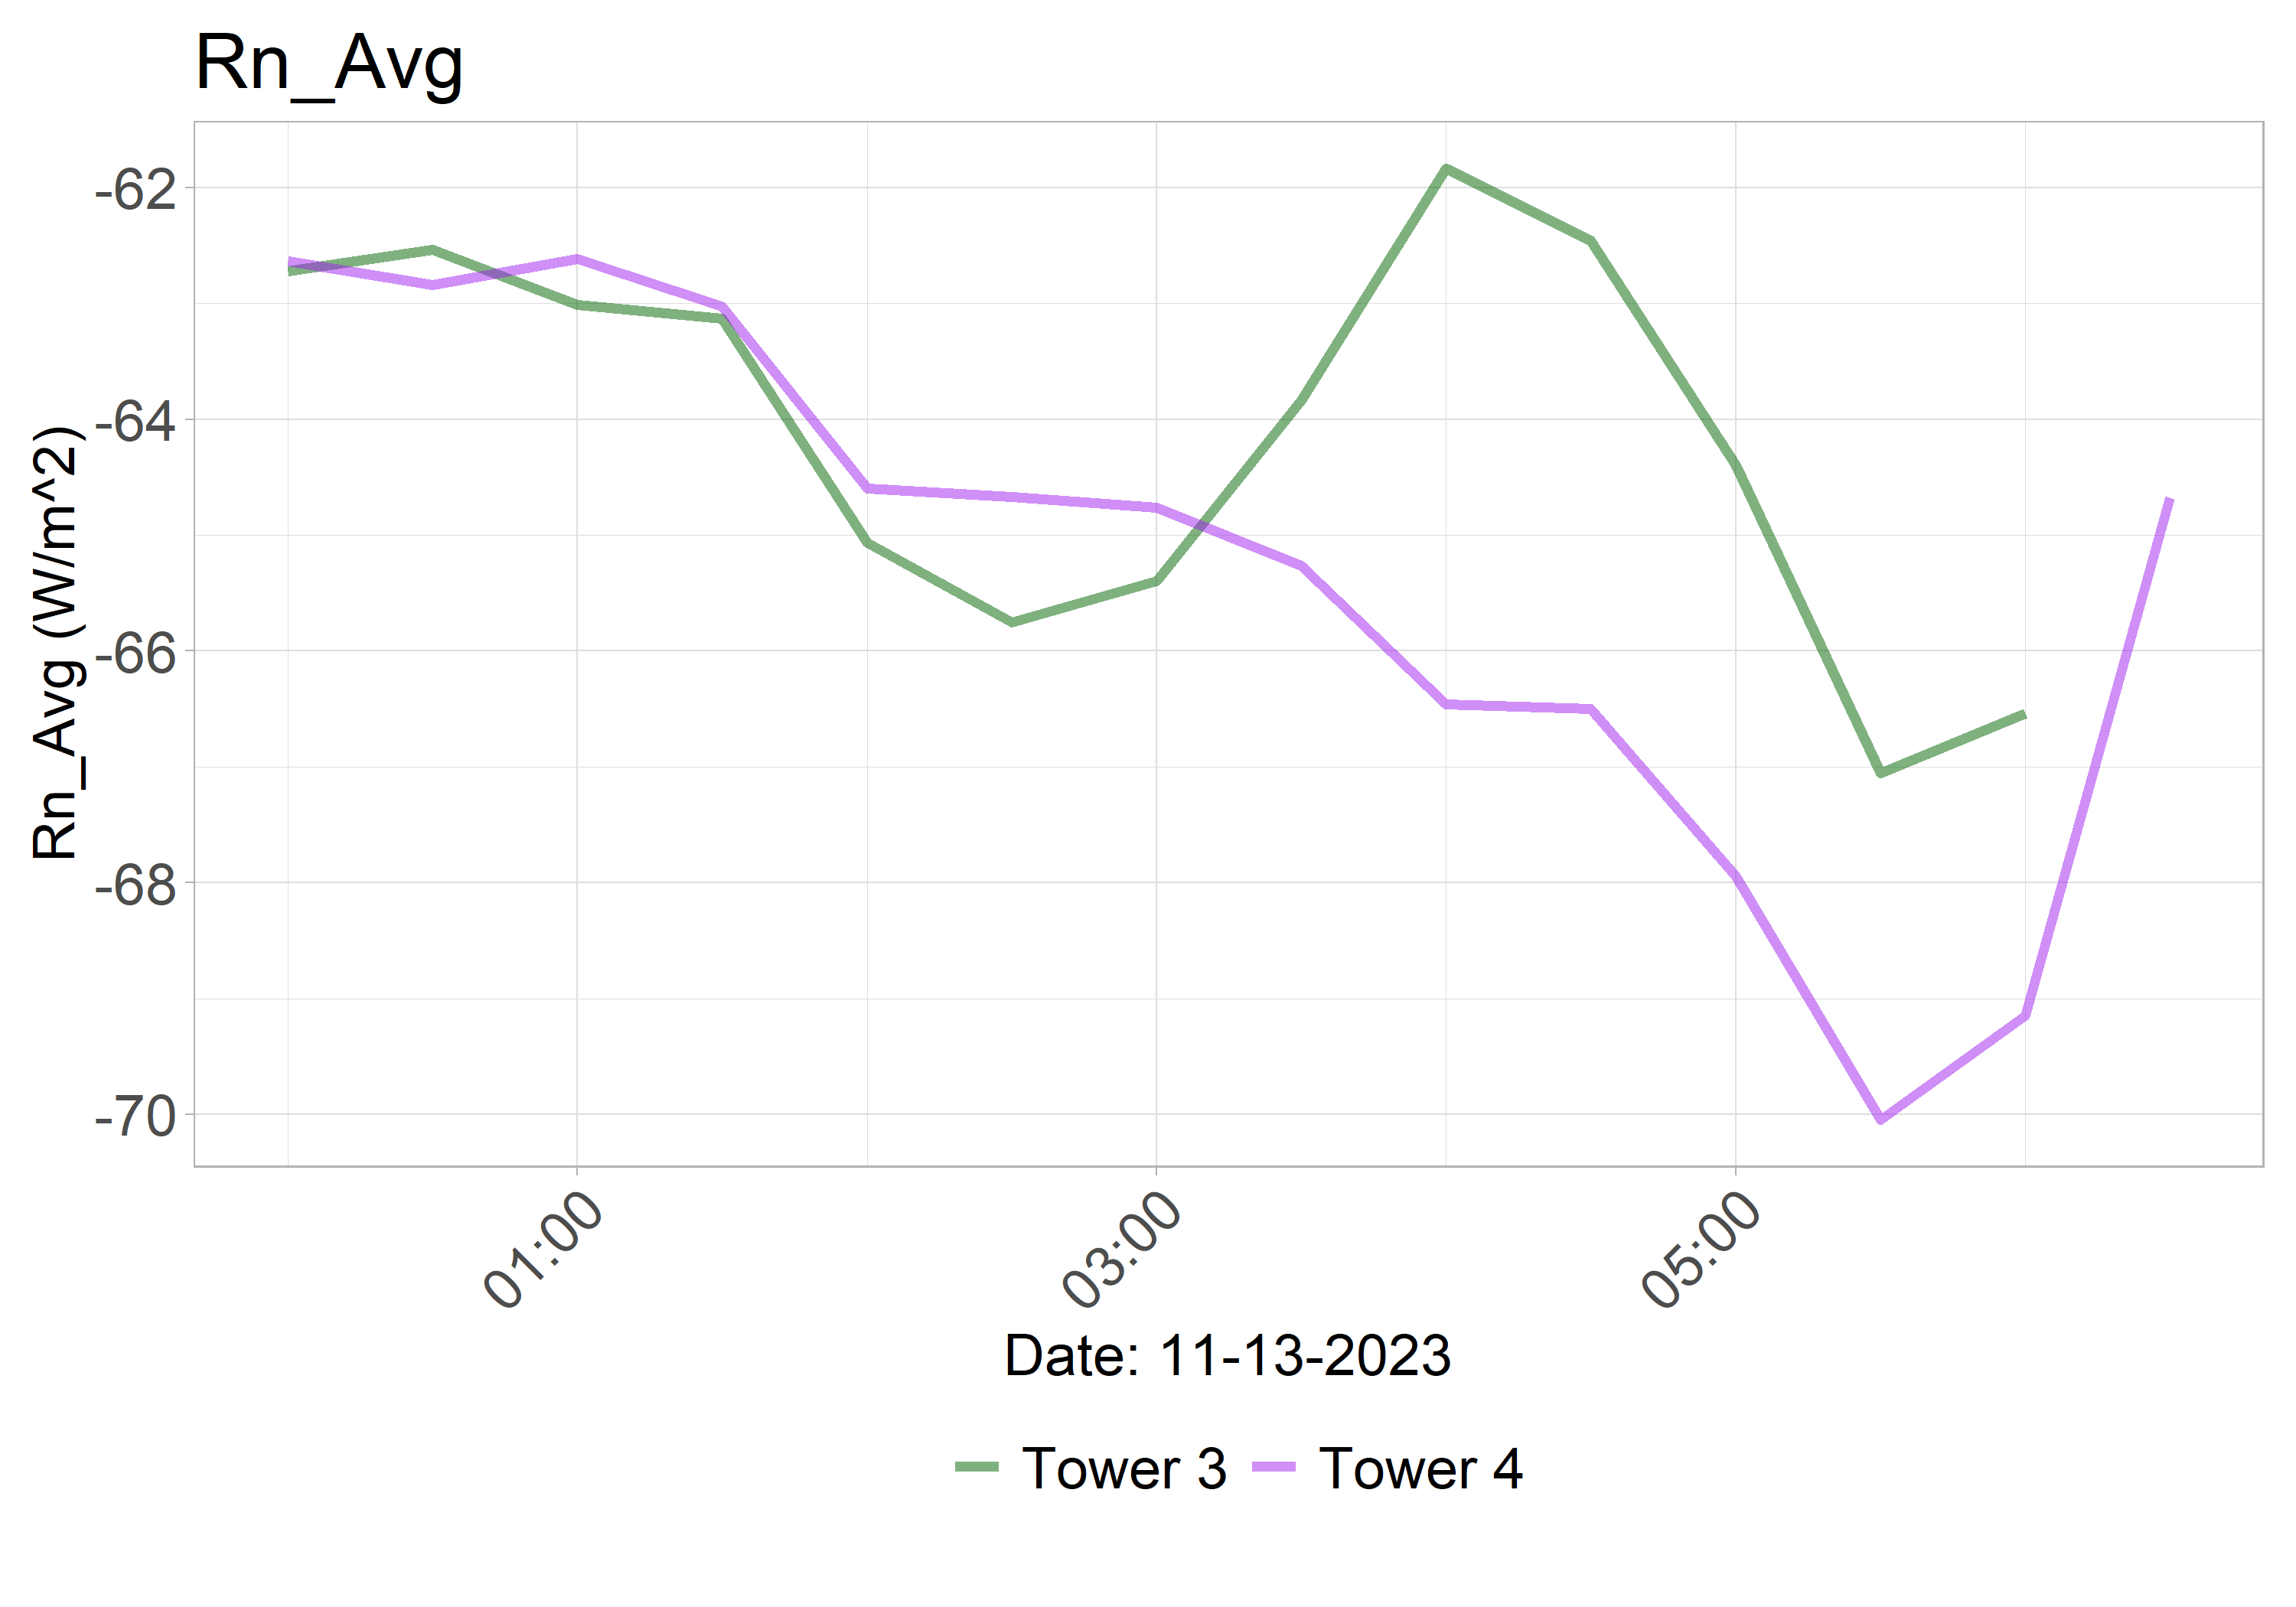 Rn_Avg
Rn_Avg (W/m^2)
-62
-64
-66
-68
-70
01:00
03:00
05:00
Date: 11-13-2023
Tower 3
Tower 4